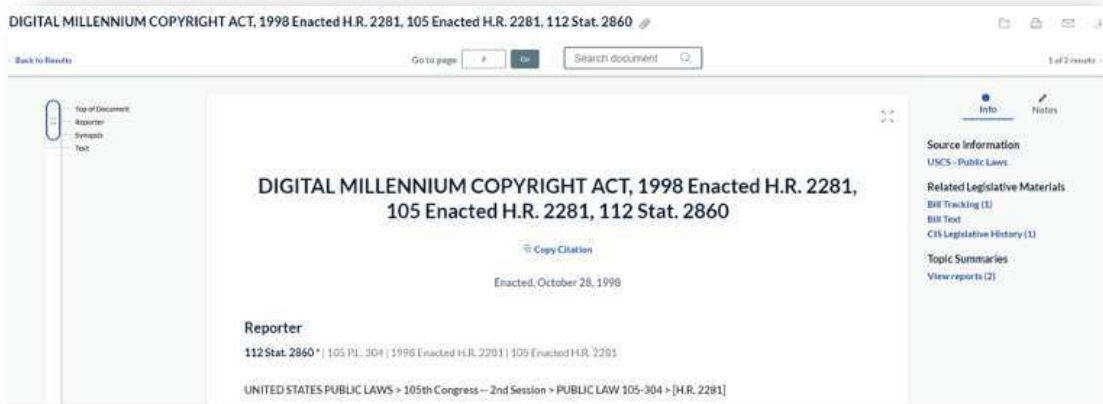 DIGITAL MILLENNIUM COPYRIGHT ACT, 1998 Enacted H.R. 2281, 105 Enacted H.R. 2281, 112 Stat. 2860
Back to Results
Go to page # Go Search document
1 of 2 results
Top of Document
Reporter
Synopsis
Text
Info Notes
DIGITAL MILLENNIUM COPYRIGHT ACT, 1998 Enacted H.R. 2281,
105 Enacted H.R. 2281, 112 Stat. 2860
Copy Citation
Enacted, October 28, 1998
Reporter
112 Stat. 2860 * | 105 P.L. 304 | 1998 Enacted H.R. 2281 | 105 Enacted H.R. 2281
UNITED STATES PUBLIC LAWS > 105th Congress -- 2nd Session > PUBLIC LAW 105-304 > [H.R. 2281]
Source Information
USCS - Public Laws
Related Legislative Materials
Bill Tracking (1)
Bill Text
CIS Legislative History (1)
Topic Summaries
View reports (2)